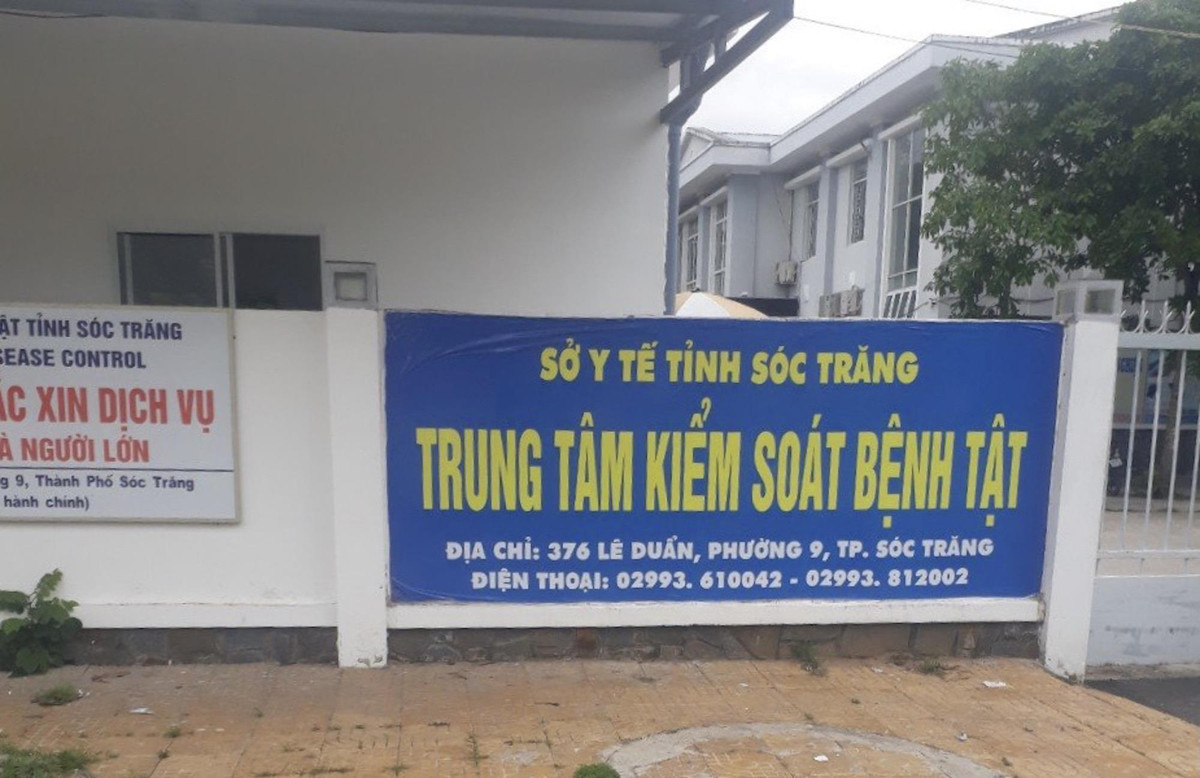 ẬT TỈNH SÓC TRĂNG
SEASE CONTROL
ẮC XIN DỊCH VỤ
À NGƯỜI LỚN
g 9, Thành Phố Sóc Trăng
hành chính)
SỞ Y TẾ TỈNH SÓC TRĂNG
TRUNG TÂM KIỂM SOÁT BỆNH TẬT
ĐỊA CHỈ: 376 LÊ DUẨN, PHƯỜNG 9, TP. SÓC TRĂNG
ĐIỆN THOẠI: 02993. 610042 - 02993. 812002